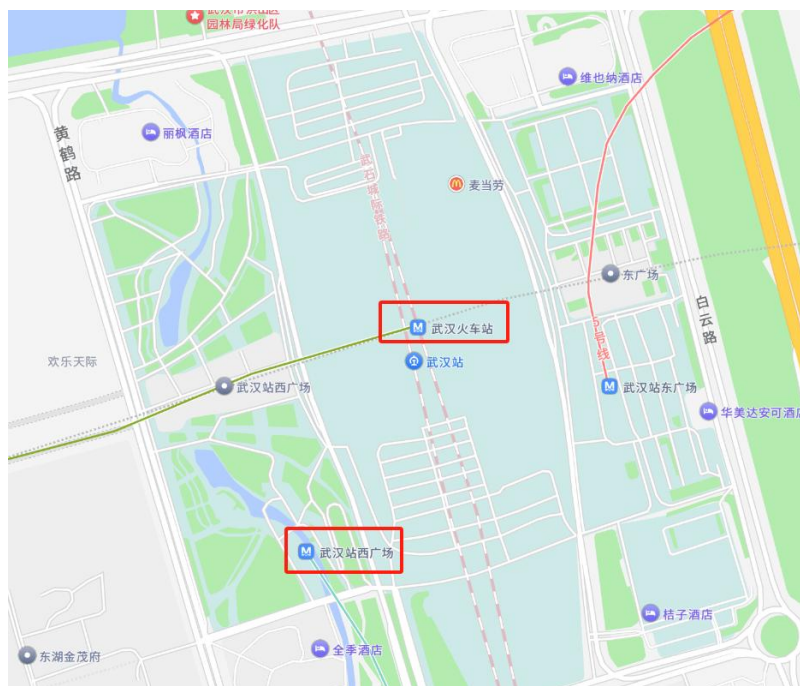 园林局绿化队
维也纳酒店
黄鹤路
丽枫酒店
武石城际铁路
麦当劳
东广场
白云路
武汉火车站
5号线
欢乐天际
武汉站
武汉站西广场
武汉站东广场
华美达安可酒店
武汉站西广场
桔子酒店
全季酒店
东湖金茂府